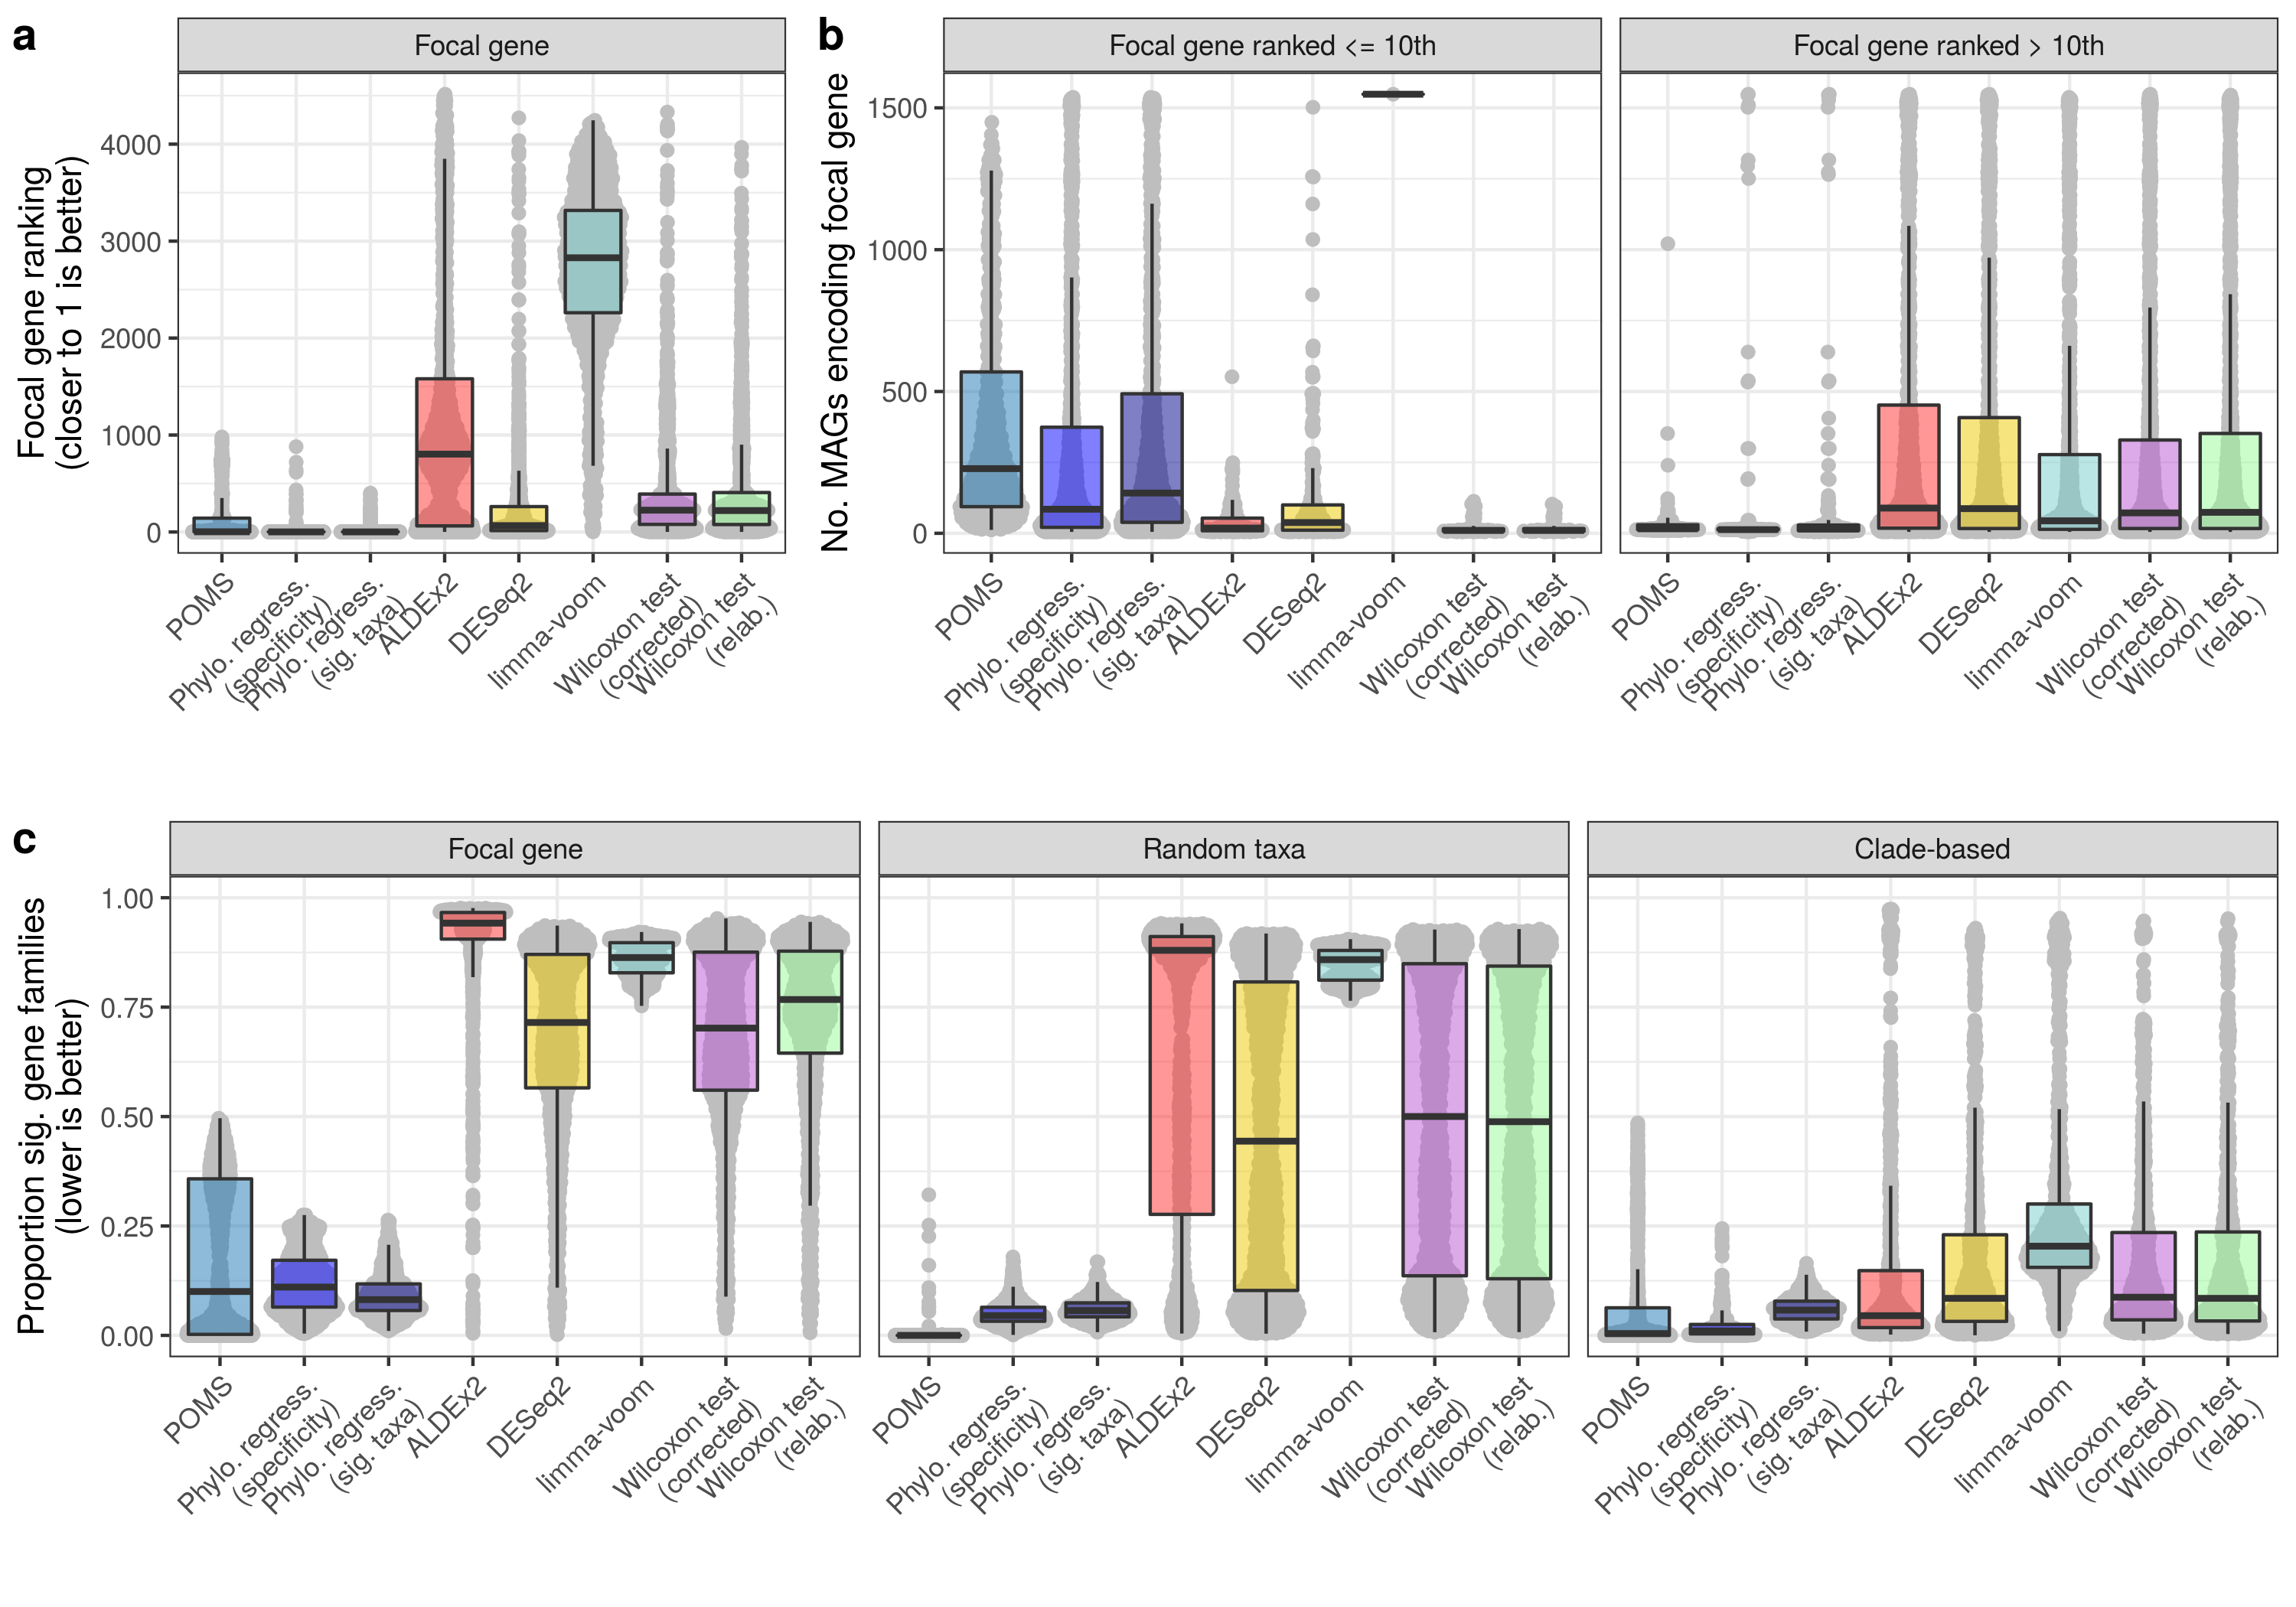 a
Focal gene
Focal gene ranking
(closer to 1 is better)
4000
3000
2000
1000
0
POMS
Phylo. regress.
(specificity)
Phylo. regress.
(sig. taxa)
ALDEx2
DESeq2
limma-voom
Wilcoxon test
(corrected)
Wilcoxon test
(relab.)
b
Focal gene ranked <= 10th
Focal gene ranked > 10th
No. MAGs encoding focal gene
1500
1000
500
0
POMS
Phylo. regress.
(specificity)
Phylo. regress.
(sig. taxa)
ALDEx2
DESeq2
limma-voom
Wilcoxon test
(corrected)
Wilcoxon test
(relab.)
POMS
Phylo. regress.
(specificity)
Phylo. regress.
(sig. taxa)
ALDEx2
DESeq2
limma-voom
Wilcoxon test
(corrected)
Wilcoxon test
(relab.)
c
Focal gene
Random taxa
Clade-based
Proportion sig. gene families
(lower is better)
1.00
0.75
0.50
0.25
0.00
POMS
Phylo. regress.
(specificity)
Phylo. regress.
(sig. taxa)
ALDEx2
DESeq2
limma-voom
Wilcoxon test
(corrected)
Wilcoxon test
(relab.)
POMS
Phylo. regress.
(specificity)
Phylo. regress.
(sig. taxa)
ALDEx2
DESeq2
limma-voom
Wilcoxon test
(corrected)
Wilcoxon test
(relab.)
POMS
Phylo. regress.
(specificity)
Phylo. regress.
(sig. taxa)
ALDEx2
DESeq2
limma-voom
Wilcoxon test
(corrected)
Wilcoxon test
(relab.)